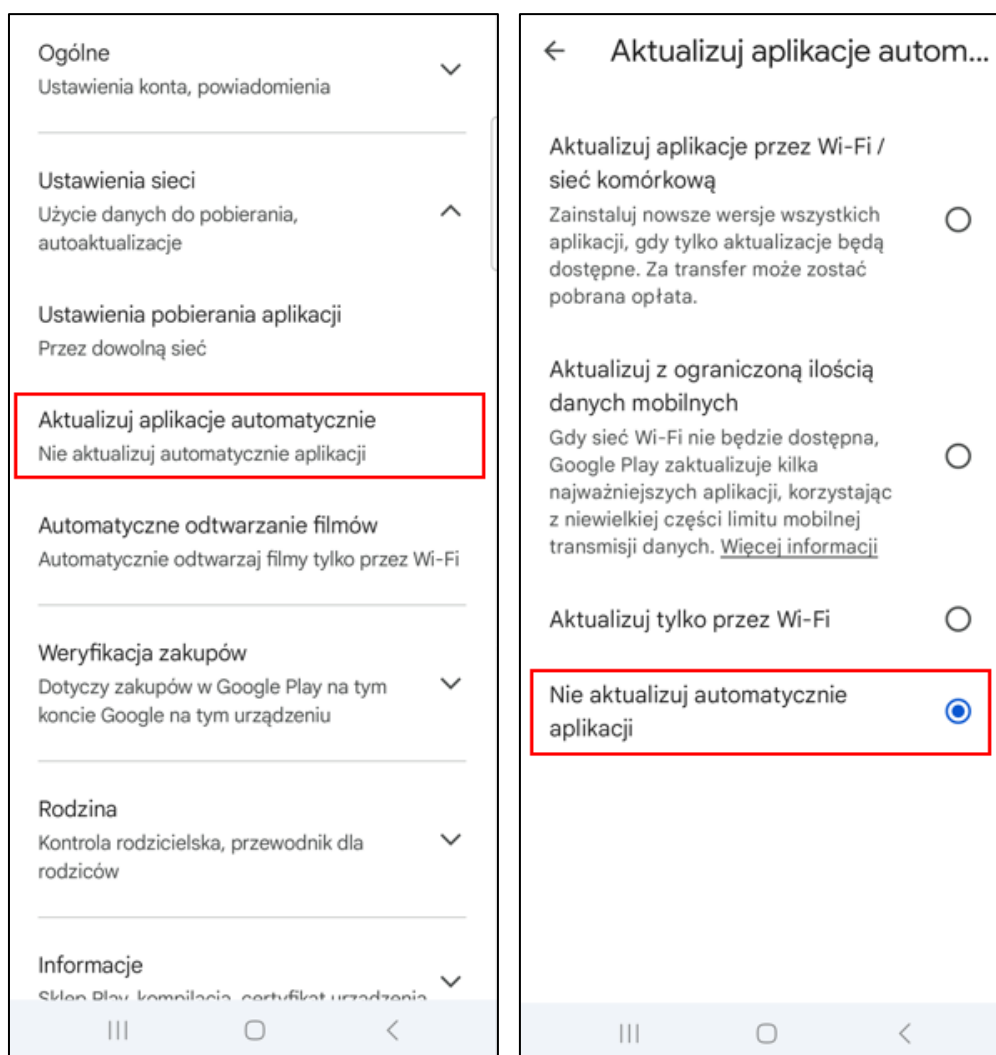 Ogólne
Ustawienia konta, powiadomienia
Ustawienia sieci
Użycie danych do pobierania,
autoaktualizacje
Ustawienia pobierania aplikacji
Przez dowolną sieć
Aktualizuj aplikacje automatycznie
Nie aktualizuj automatycznie aplikacji
Automatyczne odtwarzanie filmów
Automatycznie odtwarzaj filmy tylko przez Wi-Fi
Weryfikacja zakupów
Dotyczy zakupów w Google Play na tym
koncie Google na tym urządzeniu
Rodzina
Kontrola rodzicielska, przewodnik dla
rodziców
Informacje
Sklep Play, kompilacja, certyfikat urządzenia
Aktualizuj aplikacje autom...
Aktualizuj aplikacje przez Wi-Fi /
sieć komórkową
Zainstaluj nowsze wersje wszystkich
aplikacji, gdy tylko aktualizacje będą
dostępne. Za transfer może zostać
pobrana opłata.
Aktualizuj z ograniczoną ilością
danych mobilnych
Gdy sieć Wi-Fi nie będzie dostępna,
Google Play zaktualizuje kilka
najważniejszych aplikacji, korzystając
z niewielkiej części limitu mobilnej
transmisji danych. Więcej informacji
Aktualizuj tylko przez Wi-Fi
Nie aktualizuj automatycznie
aplikacji